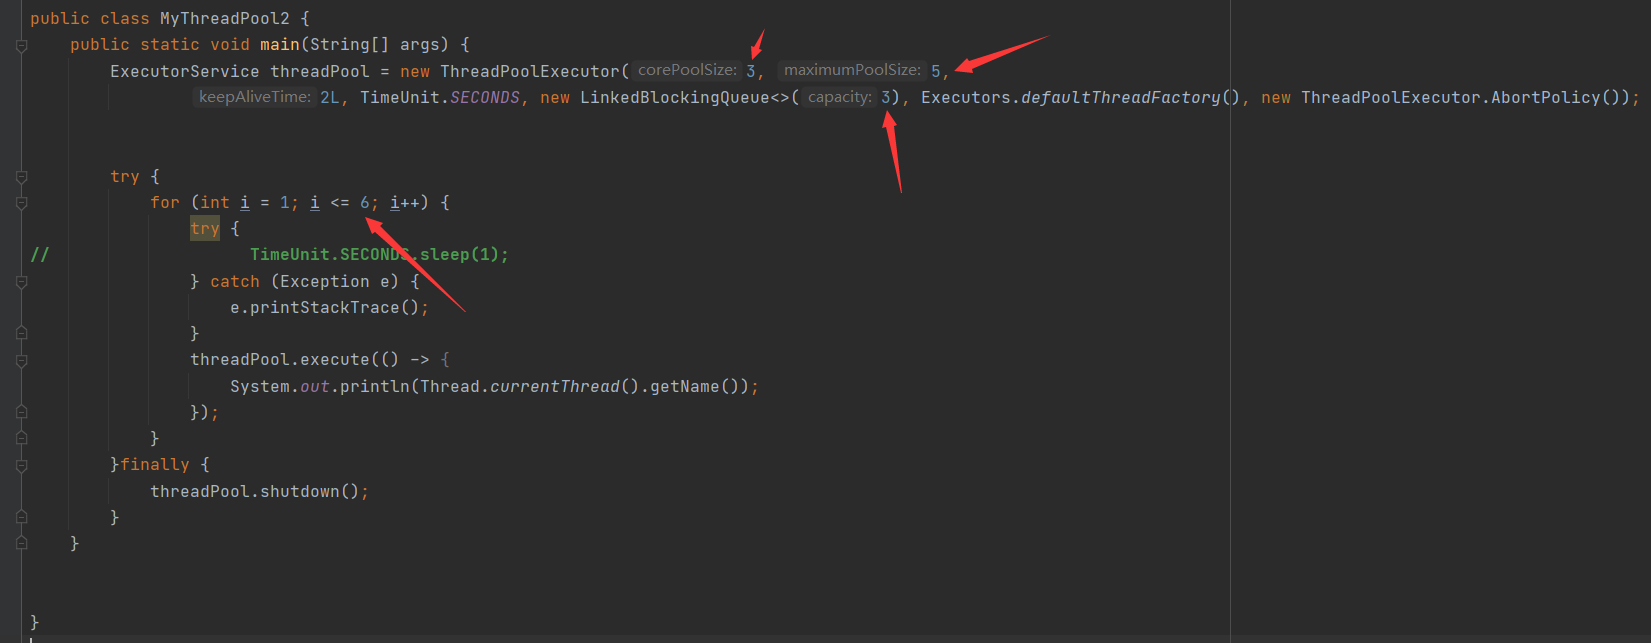 public class MyThreadPool2 {
public static void main(String[] args) {
ExecutorService threadPool = new ThreadPoolExecutor( corePoolSize: 3, maximumPoolSize: 5,
keepAliveTime: 2L, TimeUnit.SECONDS, new LinkedBlockingQueue<>( capacity: 3), Executors.defaultThreadFactory(), new ThreadPoolExecutor.AbortPolicy());
try {
for (int i = 1; i <= 6; i++) {
try {
// TimeUnit.SECONDS.sleep(1);
} catch (Exception e) {
e.printStackTrace();
}
threadPool.execute(() -> {
System.out.println(Thread.currentThread().getName());
});
}
}finally {
threadPool.shutdown();
}
}
}